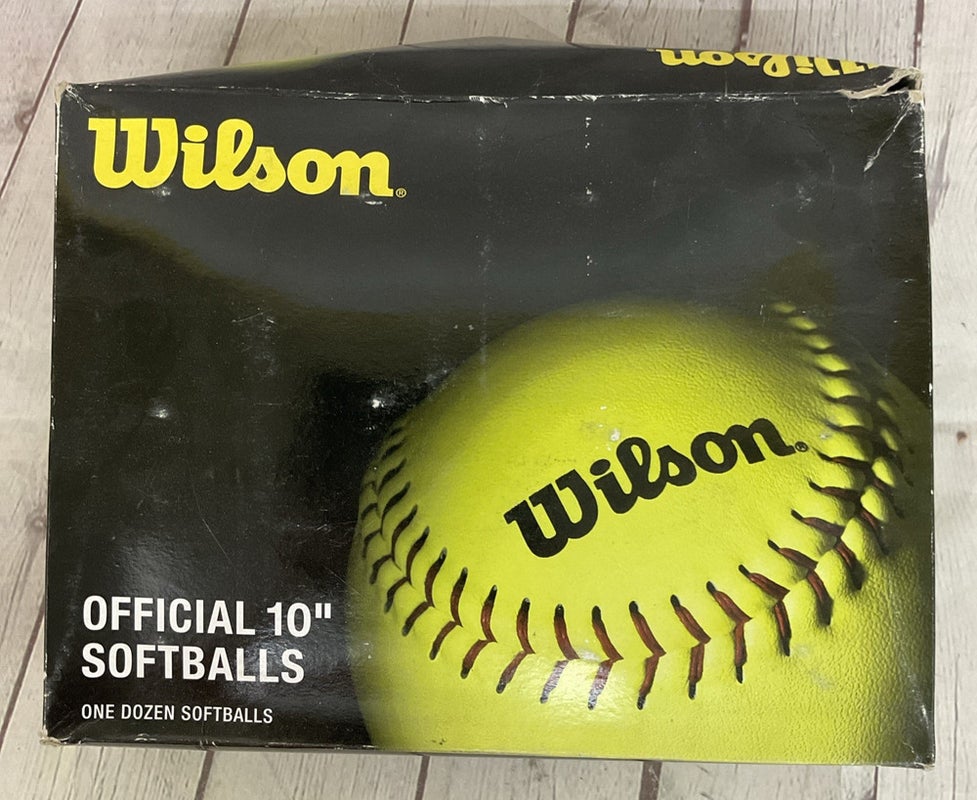 Wilson
Wilson®
Wilson®
OFFICIAL 10"
SOFTBALLS
ONE DOZEN SOFTBALLS